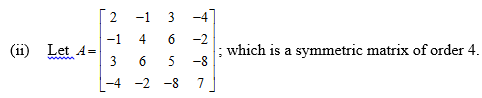 2 -1 3 -4
-1 4 6 -2
(ii) Let A= ; which is a symmetric matrix of order 4.
3 6 5 -8
-4 -2 -8 7